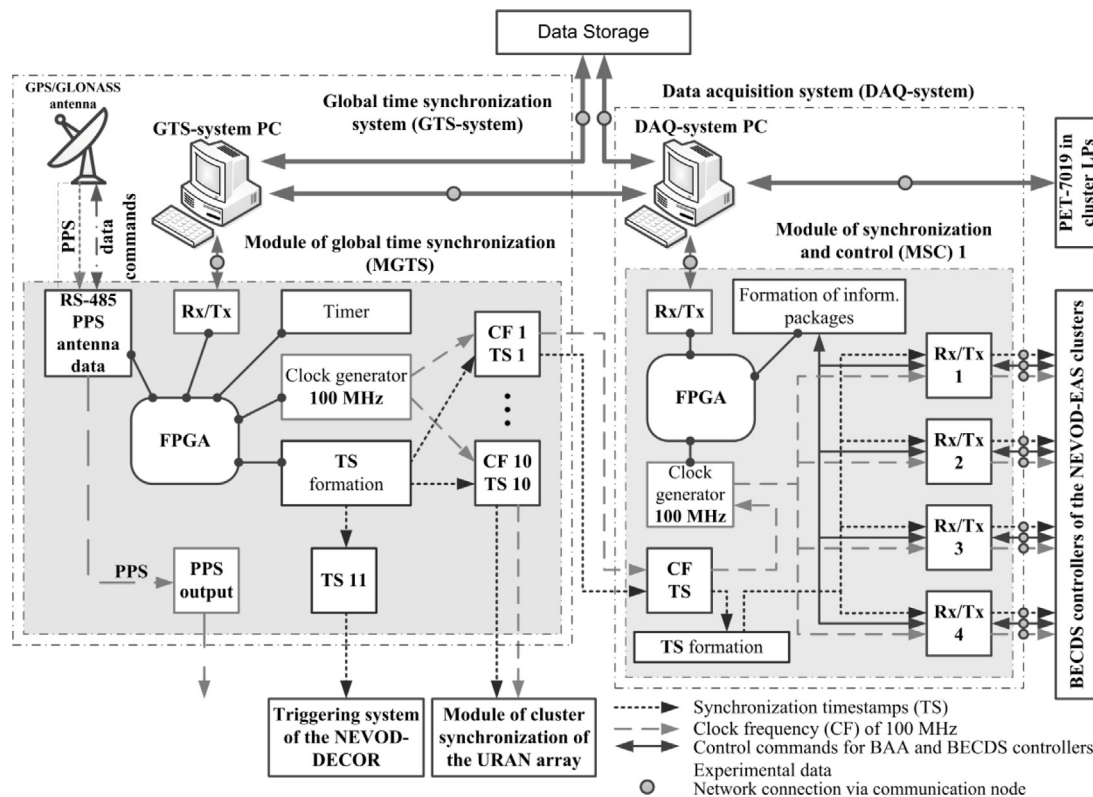 Data Storage
GPS/GLONASS
antenna
Global time synchronization
system (GTS-system)
GTS-system PC
Data acquisition system (DAQ-system)
DAQ-system PC
PET-7019 in
cluster LPs
PPS
data
commands
Module of global time synchronization
(MGTS)
Module of synchronization
and control (MSC) 1
RS-485
PPS
antenna
data
Rx/Tx
Timer
Clock generator
100 MHz
FPGA
TS
formation
CF 1
TS 1
CF 10
TS 10
PPS
PPS
output
TS 11
Rx/Tx
Formation of inform.
packages
FPGA
Clock
generator
100 MHz
CF
TS
TS formation
Rx/Tx
1
Rx/Tx
2
Rx/Tx
3
Rx/Tx
4
BECDS controllers of the NEVOD-EAS clusters
Triggering system
of the NEVOD-
DECOR
Module of cluster
synchronization of
the URAN array
Synchronization timestamps (TS)
Clock frequency (CF) of 100 MHz
Control commands for BAA and BECDS controllers
Experimental data
Network connection via communication node